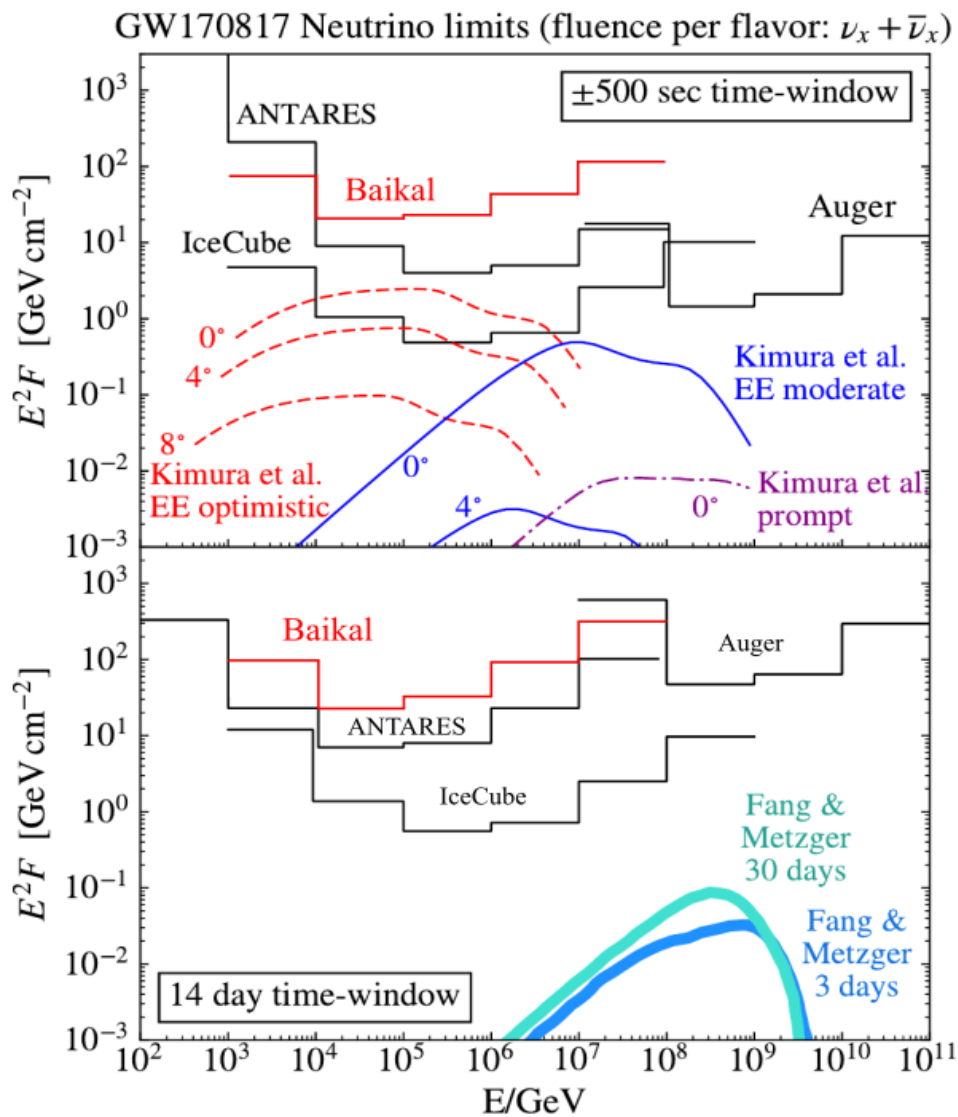 GW170817 Neutrino limits (fluence per flavor: νₓ + ν̄ₓ)
±500 sec time-window
ANTARES
Baikal
Auger
IceCube
0°
4°
8°
Kimura et al.
EE optimistic
0°
4°
Kimura et al.
EE moderate
0°
Kimura et al
prompt
10³
10²
10¹
10⁰
10⁻¹
10⁻²
10⁻³
E²F [GeV cm⁻²]
Baikal
Auger
ANTARES
IceCube
Fang &
Metzger
30 days
Fang &
Metzger
3 days
14 day time-window
10³
10²
10¹
10⁰
10⁻¹
10⁻²
10⁻³
E²F [GeV cm⁻²]
10² 10³ 10⁴ 10⁵ 10⁶ 10⁷ 10⁸ 10⁹ 10¹⁰ 10¹¹
E/GeV